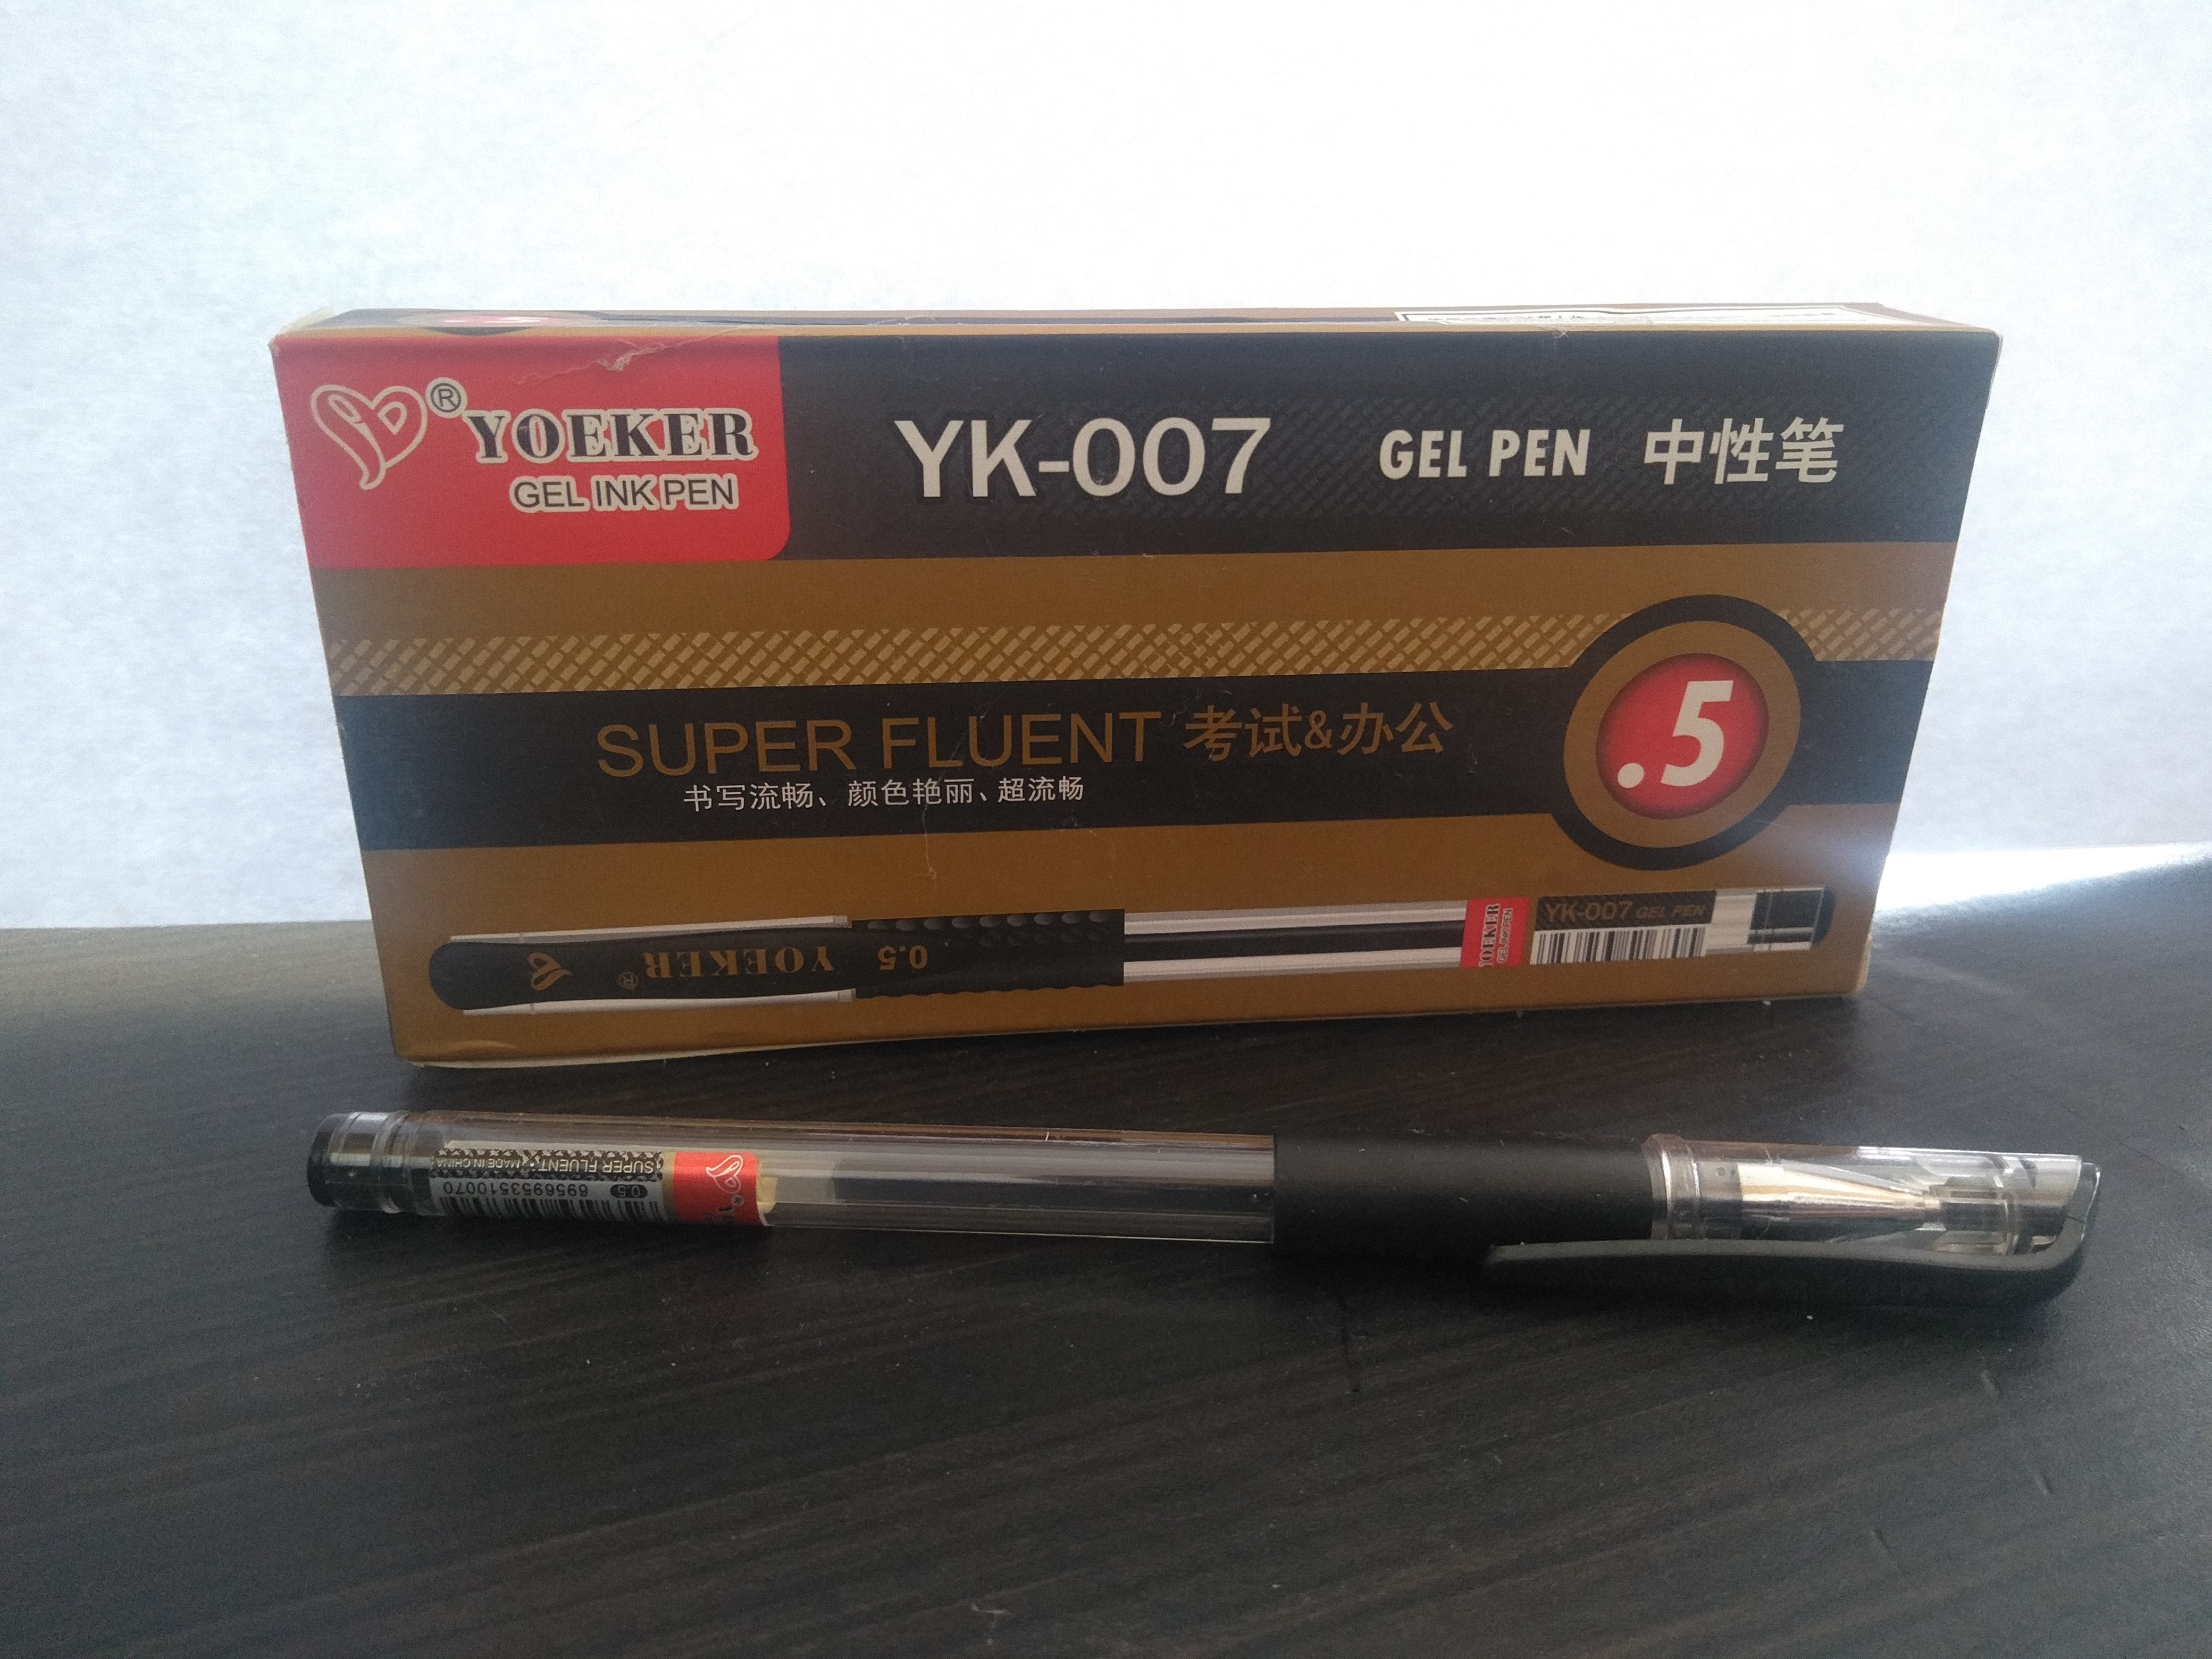 ® YOEKER
GEL INK PEN
YK-007 GEL PEN 中性笔
SUPER FLUENT 考试&办公
书写流畅、颜色艳丽、超流畅
.5
YOEKER ® 0.5
YOEKER
GEL INK PEN
YK-007 GEL PEN
SUPER FLUENT MADE IN CHINA
0.5 6956953510070